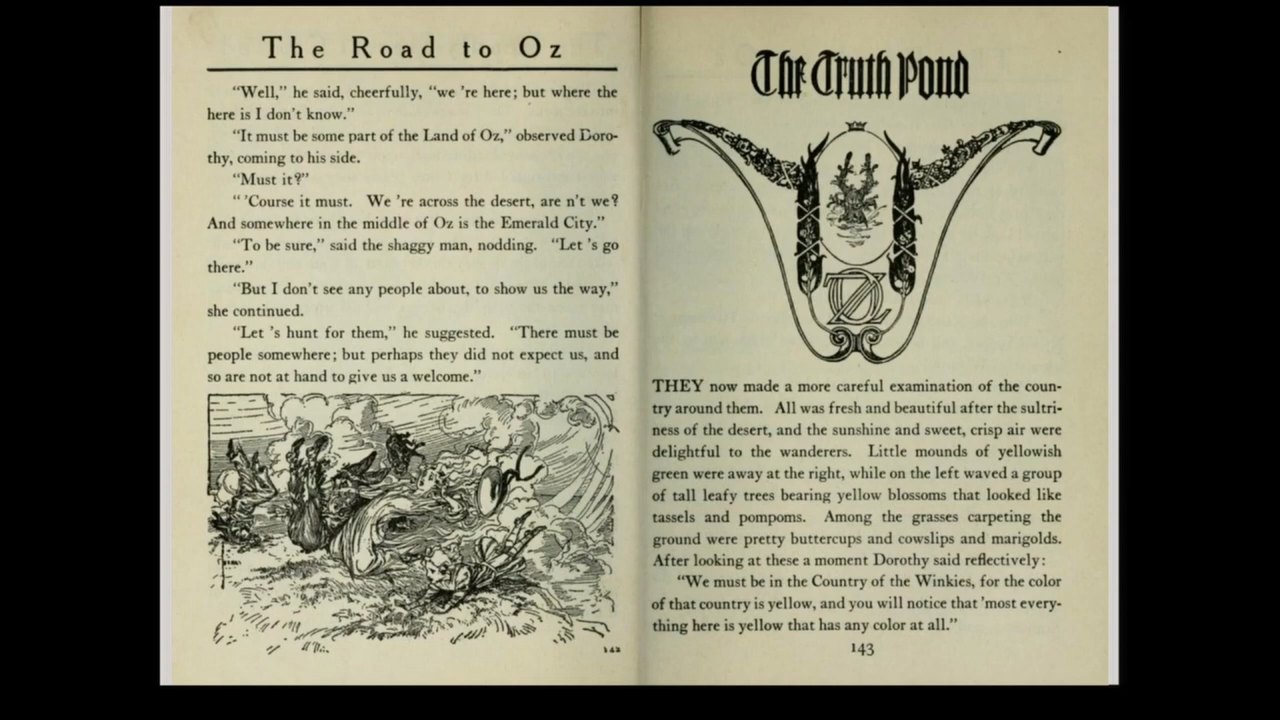 The Road to Oz
"Well," he said, cheerfully, "we 're here; but where the
here is I don't know."
"It must be some part of the Land of Oz," observed Doro-
thy, coming to his side.
"Must it?"
" 'Course it must. We 're across the desert, are n't we?
And somewhere in the middle of Oz is the Emerald City."
"To be sure," said the shaggy man, nodding. "Let 's go
there."
"But I don't see any people about, to show us the way,"
she continued.
"Let 's hunt for them," he suggested. "There must be
people somewhere; but perhaps they did not expect us, and
so are not at hand to give us a welcome."
142
The Truth Pond
OZ
THEY now made a more careful examination of the coun-
try around them. All was fresh and beautiful after the sultri-
ness of the desert, and the sunshine and sweet, crisp air were
delightful to the wanderers. Little mounds of yellowish
green were away at the right, while on the left waved a group
of tall leafy trees bearing yellow blossoms that looked like
tassels and pompoms. Among the grasses carpeting the
ground were pretty buttercups and cowslips and marigolds.
After looking at these a moment Dorothy said reflectively:
"We must be in the Country of the Winkies, for the color
of that country is yellow, and you will notice that 'most every-
thing here is yellow that has any color at all."
143